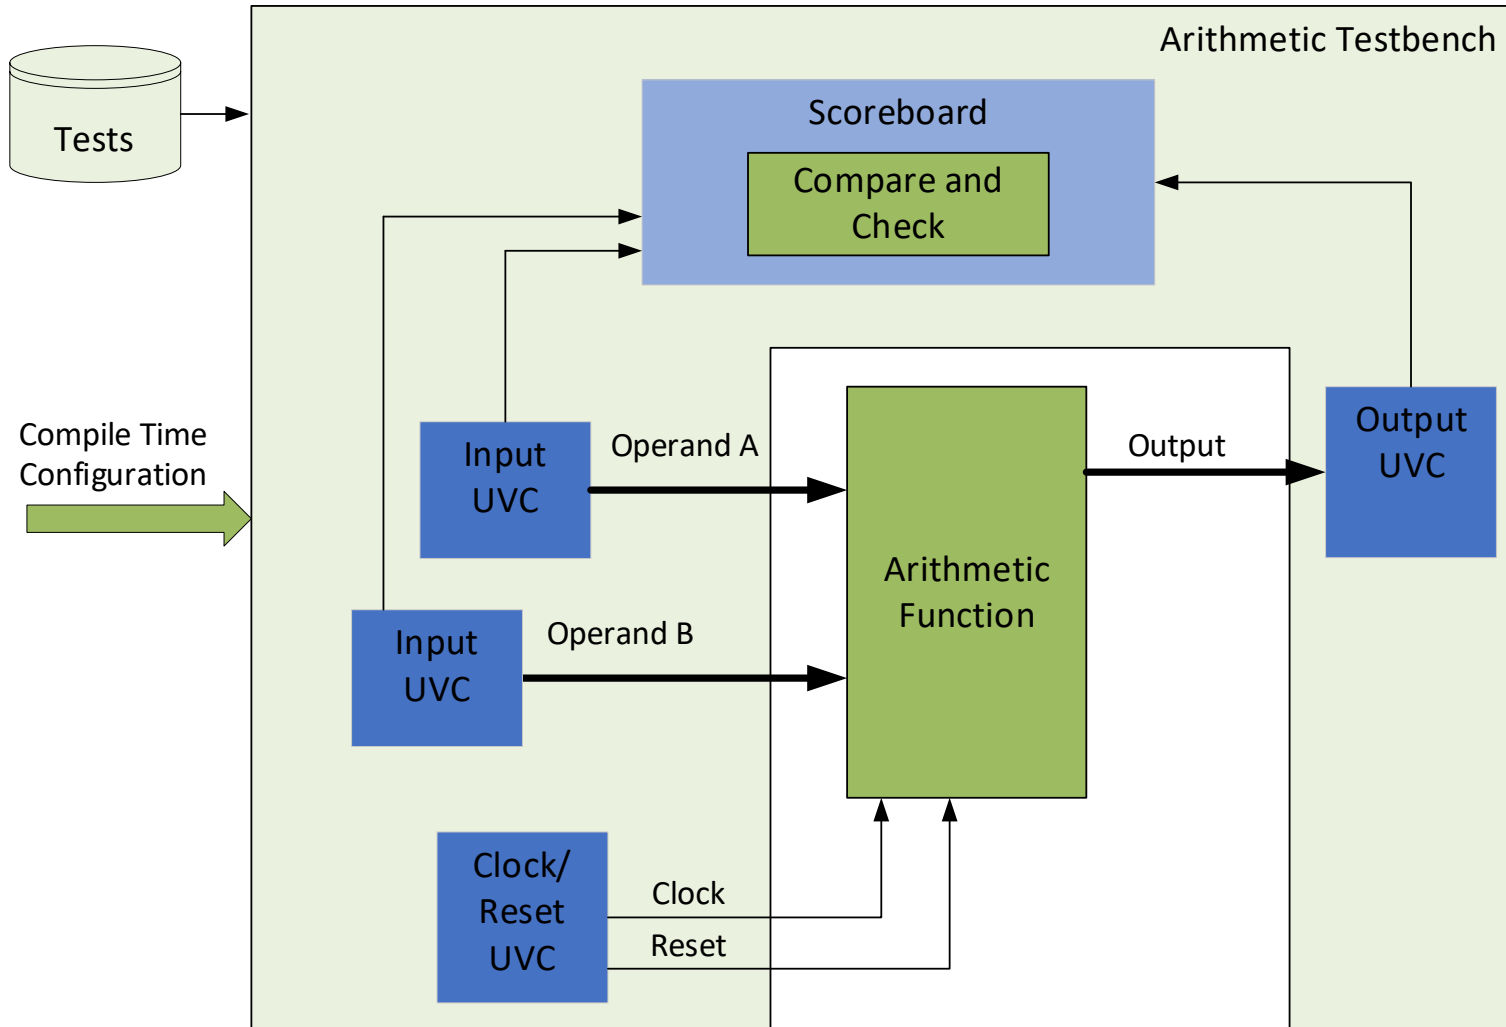 Arithmetic Testbench
Tests
Scoreboard
Compare and
Check
Compile Time
Configuration
Input
UVC
Operand A
Output
Output
UVC
Arithmetic
Function
Input
UVC
Operand B
Clock/
Reset
UVC
Clock
Reset